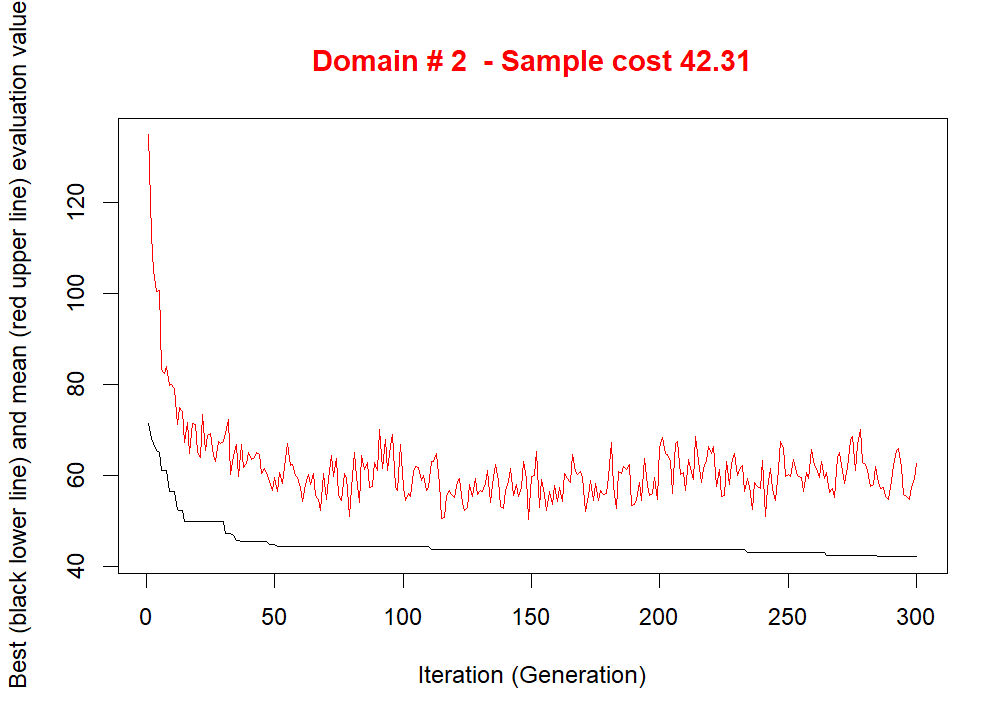 Domain # 2  - Sample cost 42.31
Best (black lower line) and mean (red upper line) evaluation value
120
100
80
60
40
0 50 100 150 200 250 300
Iteration (Generation)